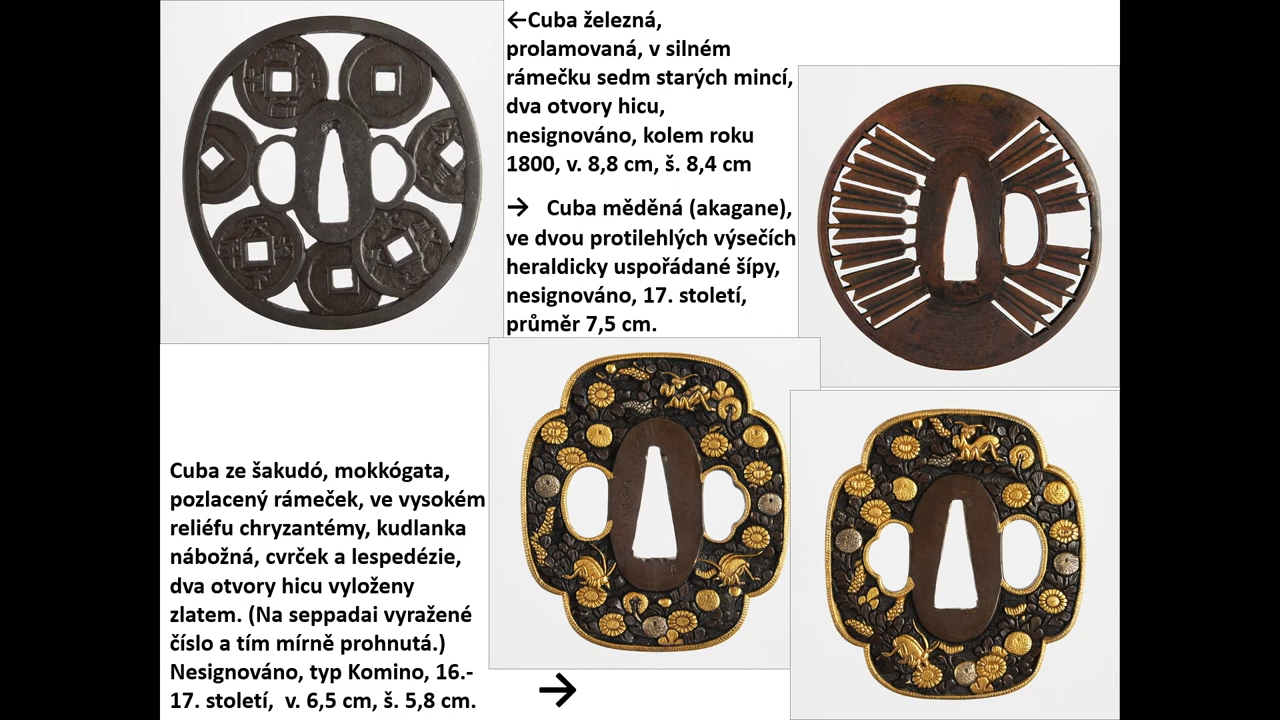 ←Cuba železná,
prolamovaná, v silném
rámečku sedm starých mincí,
dva otvory hicu,
nesignováno, kolem roku
1800, v. 8,8 cm, š. 8,4 cm
→ Cuba měděná (akagane),
ve dvou protilehlých výsečích
heraldicky uspořádané šípy,
nesignováno, 17. století,
průměr 7,5 cm.
Cuba ze šakudó, mokkógata,
pozlacený rámeček, ve vysokém
reliéfu chryzantémy, kudlanka
nábožná, cvrček a lespedézie,
dva otvory hicu vyloženy
zlatem. (Na seppadai vyražené
číslo a tím mírně prohnutá.)
Nesignováno, typ Komino, 16.-
17. století, v. 6,5 cm, š. 5,8 cm.
→